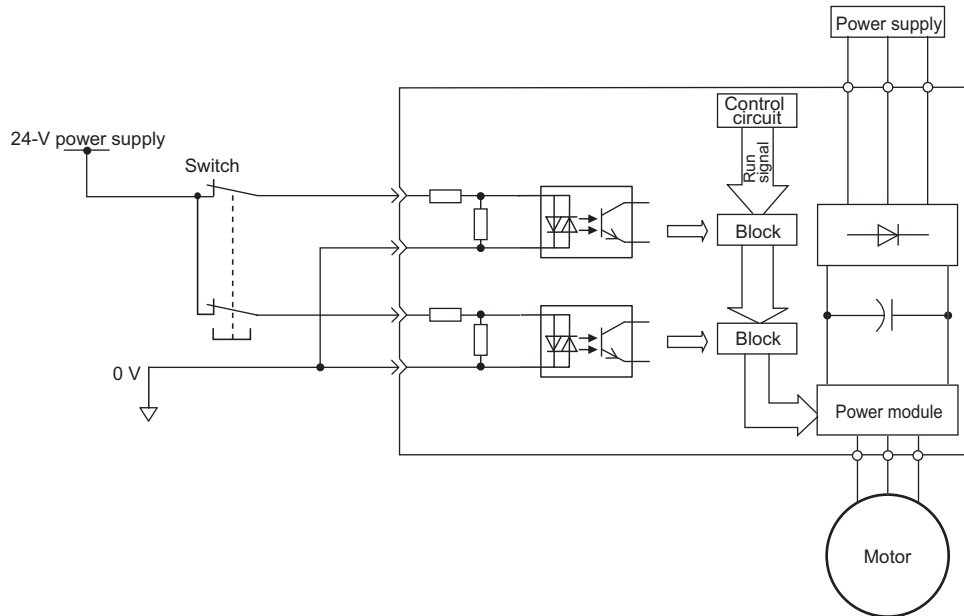 Power supply
Control
circuit
24-V power supply
Switch
Run
signal
Block
Block
0 V
Power module
Motor